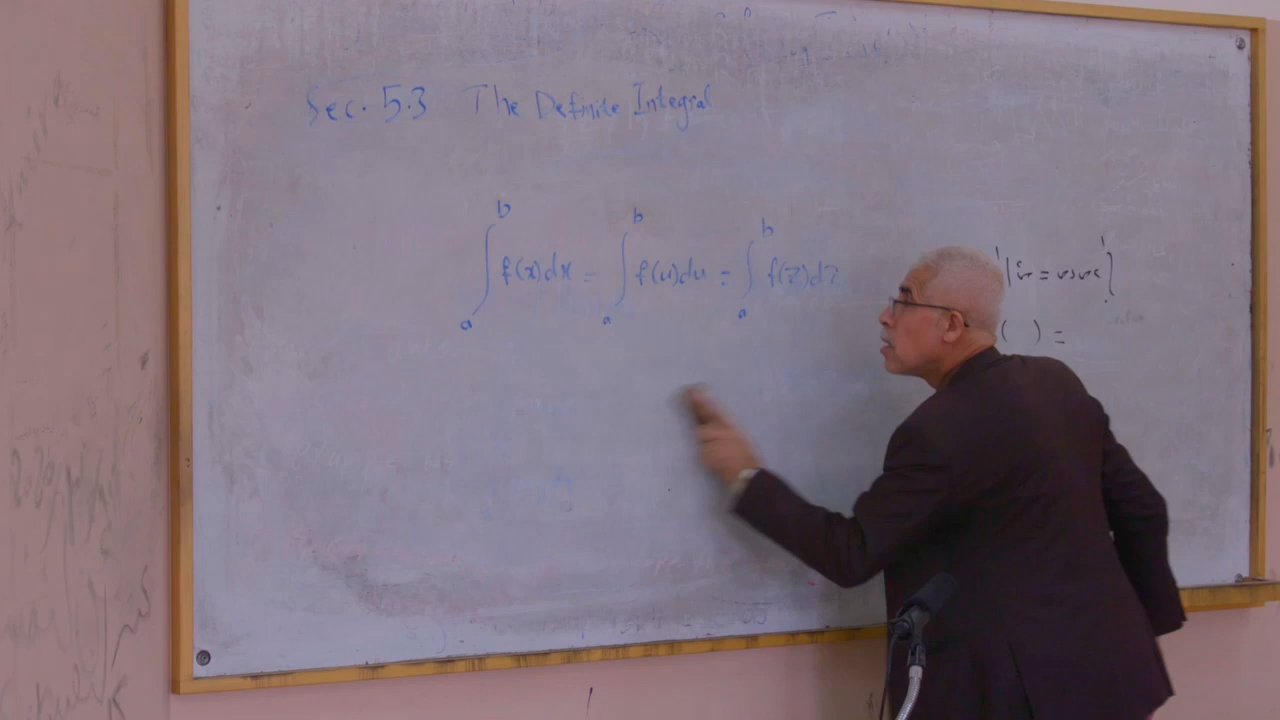 Sec. 5.3 The Definite Integral
∫_a^b f(x)dx = ∫_a^b f(u)du = ∫_a^b f(z)dz
( ) =